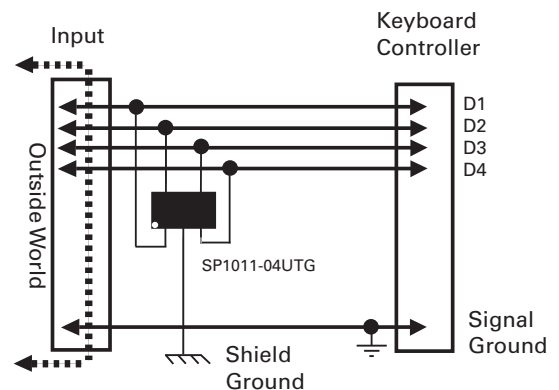 Input
Keyboard
Controller
D1
D2
D3
D4
Outside World
SP1011-04UTG
Signal
Ground
Shield
Ground